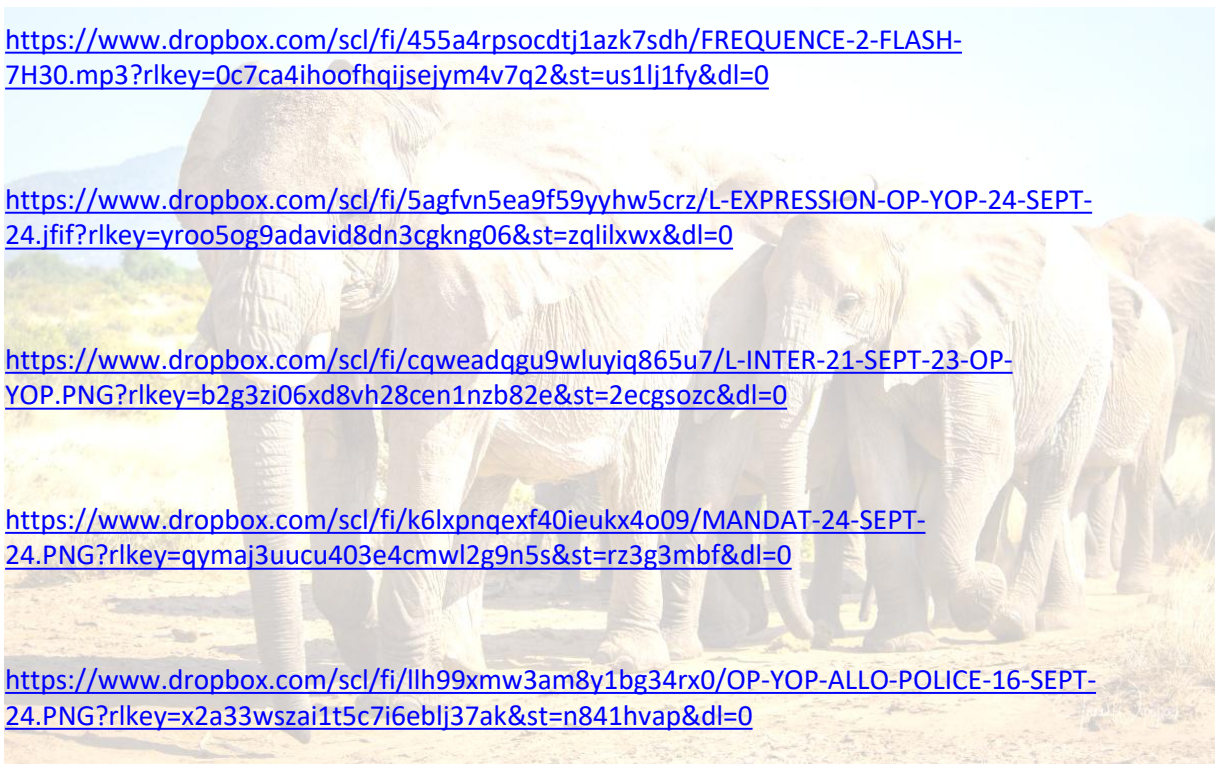 https://www.dropbox.com/scl/fi/455a4rpsocdtj1azk7sdh/FREQUENCE-2-FLASH-
7H30.mp3?rlkey=0c7ca4ihoofhqijsejym4v7q2&st=us1lj1fy&dl=0
https://www.dropbox.com/scl/fi/5agfvn5ea9f59yyhw5crz/L-EXPRESSION-OP-YOP-24-SEPT-
24.jfif?rlkey=yroo5og9adavid8dn3cgkng06&st=zqlilxwx&dl=0
https://www.dropbox.com/scl/fi/cqweadqgu9wluyiq865u7/L-INTER-21-SEPT-23-OP-
YOP.PNG?rlkey=b2g3zi06xd8vh28cen1nzb82e&st=2ecgsozc&dl=0
https://www.dropbox.com/scl/fi/k6lxpnqexf40ieukx4o09/MANDAT-24-SEPT-
24.PNG?rlkey=qymaj3uucu403e4cmwl2g9n5s&st=rz3g3mbf&dl=0
https://www.dropbox.com/scl/fi/llh99xmw3am8y1bg34rx0/OP-YOP-ALLO-POLICE-16-SEPT-
24.PNG?rlkey=x2a33wszai1t5c7i6eblj37ak&st=n841hvap&dl=0